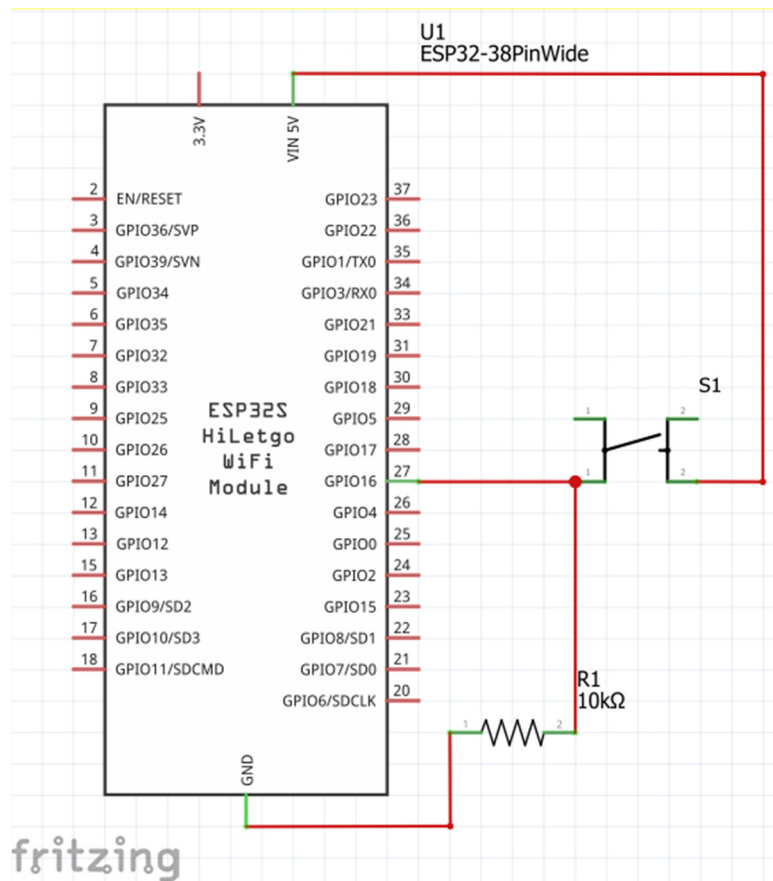 U1
ESP32-38PinWide
3.3V
VIN 5V
2 EN/RESET
3 GPIO36/SVP
4 GPIO39/SVN
5 GPIO34
6 GPIO35
7 GPIO32
8 GPIO33
9 GPIO25
10 GPIO26
11 GPIO27
12 GPIO14
13 GPIO12
15 GPIO13
16 GPIO9/SD2
17 GPIO10/SD3
18 GPIO11/SDCMD
ESP32S
HiLetgo
WiFi
Module
GPIO23 37
GPIO22 36
GPIO1/TX0 35
GPIO3/RX0 34
GPIO21 33
GPIO19 31
GPIO18 30
GPIO5 29
GPIO17 28
GPIO16 27
GPIO4 26
GPIO0 25
GPIO2 24
GPIO15 23
GPIO8/SD1 22
GPIO7/SD0 21
GPIO6/SDCLK 20
GND
S1
1 2
1 2
R1
10kΩ
1 2
fritzing